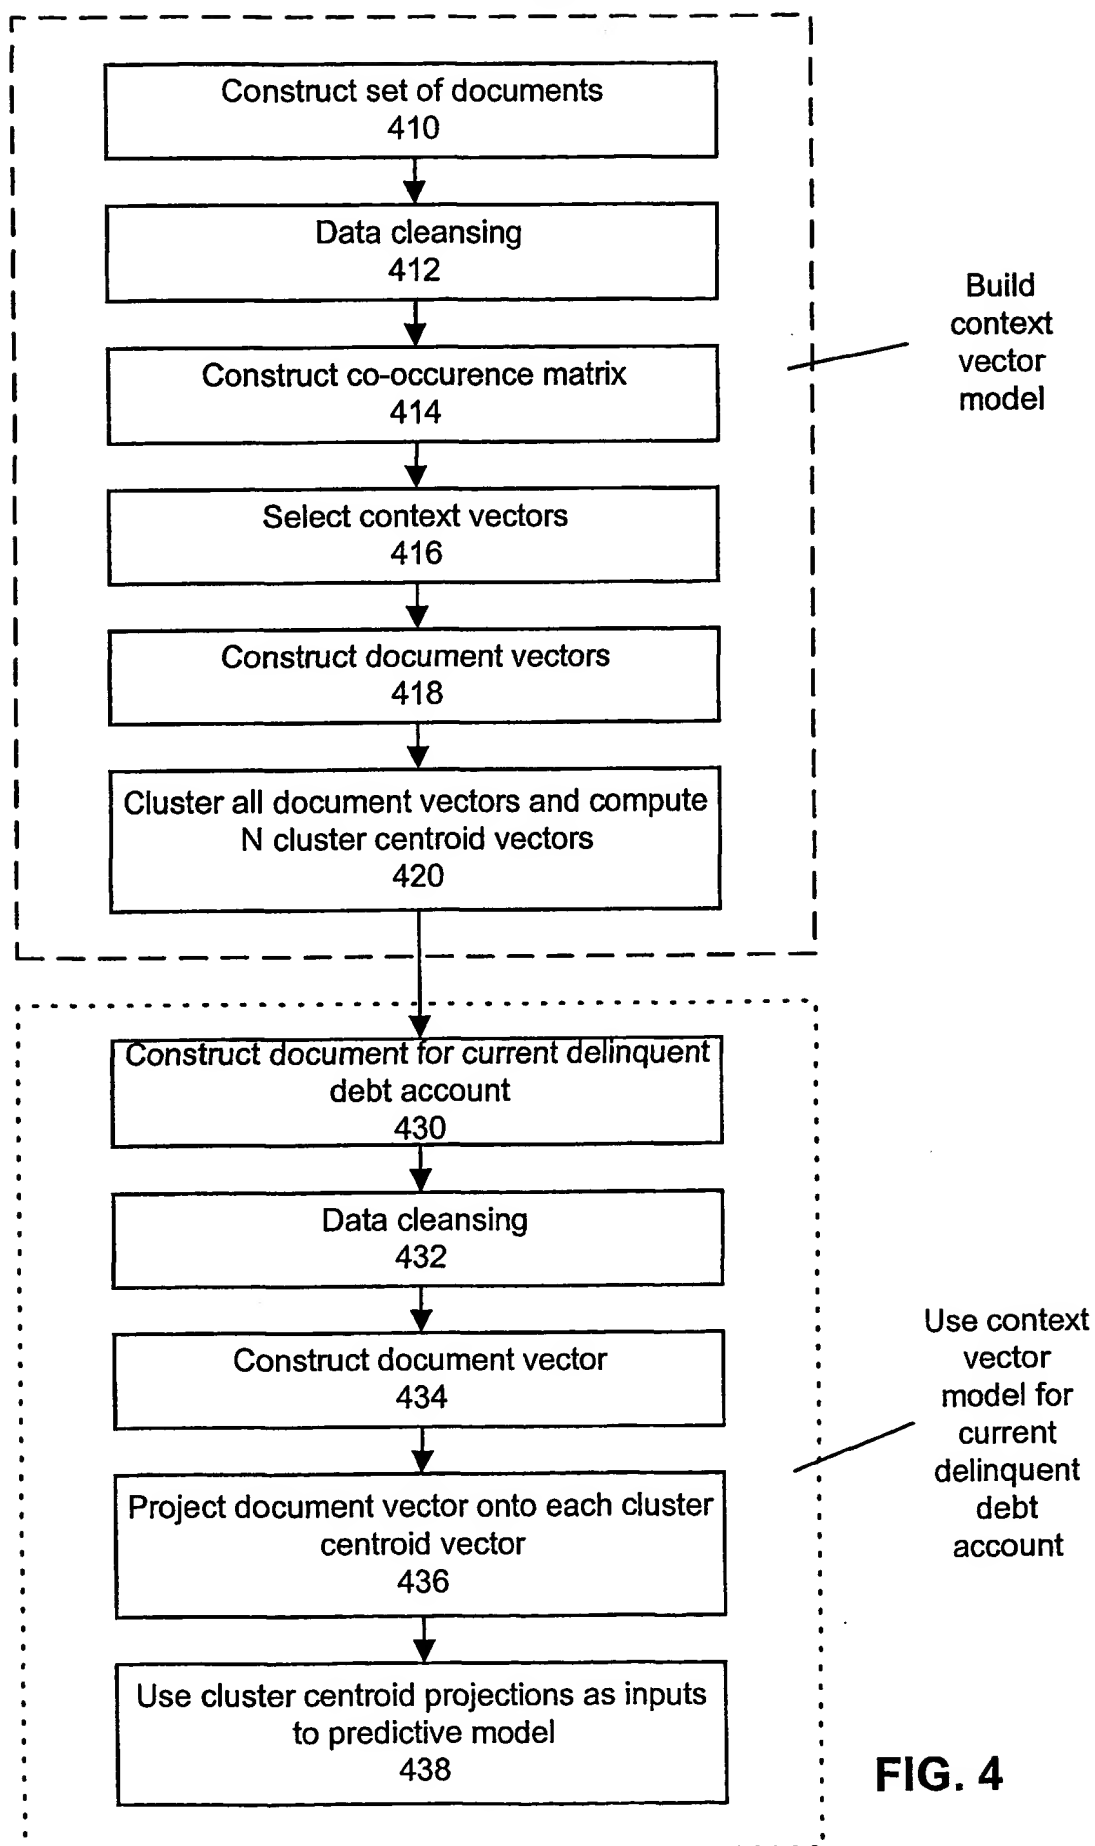 Construct set of documents
410
Data cleansing
412
Construct co-occurence matrix
414
Select context vectors
416
Construct document vectors
418
Cluster all document vectors and compute
N cluster centroid vectors
420
Build
context
vector
model
Construct document for current delinquent
debt account
430
Data cleansing
432
Construct document vector
434
Project document vector onto each cluster
centroid vector
436
Use cluster centroid projections as inputs
to predictive model
438
Use context
vector
model for
current
delinquent
debt
account
FIG. 4